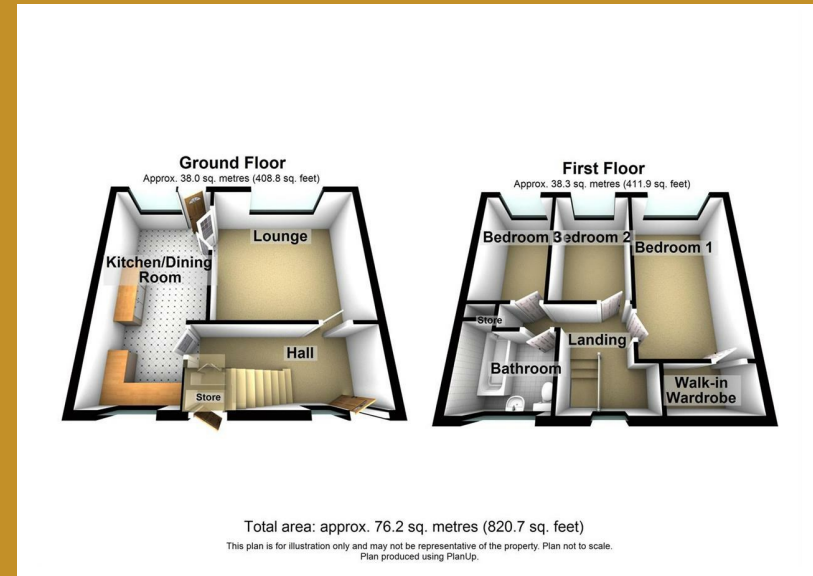 Ground Floor
Approx. 38.0 sq. metres (408.8 sq. feet)
Lounge
Kitchen/Dining
Room
Hall
Store
First Floor
Approx. 38.3 sq. metres (411.9 sq. feet)
Bedroom 3
edroom 2
Bedroom 1
Store
Landing
Bathroom
Walk-in
Wardrobe
Total area: approx. 76.2 sq. metres (820.7 sq. feet)
This plan is for illustration only and may not be representative of the property. Plan not to scale.
Plan produced using PlanUp.